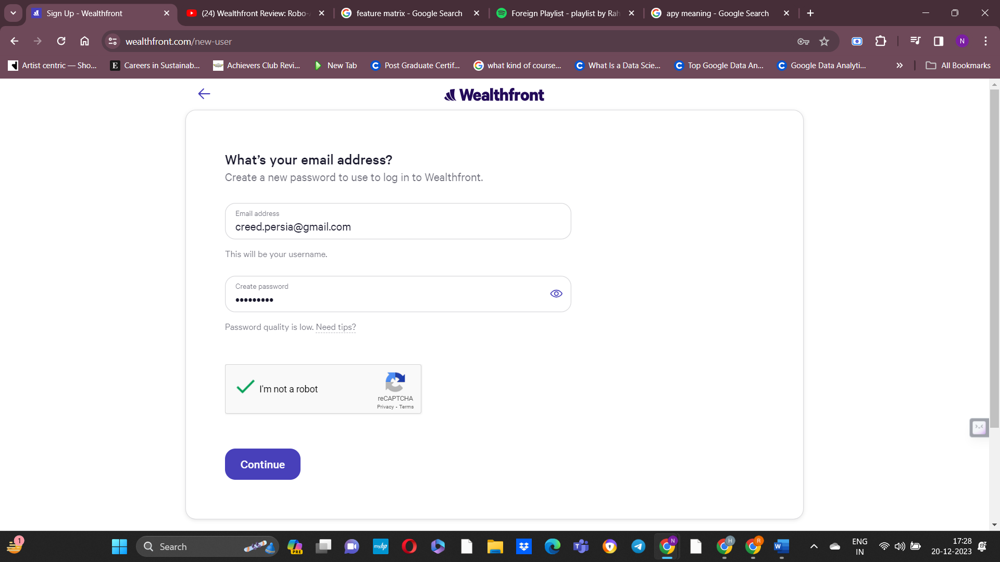 Sign Up - Wealthfront
(24) Wealthfront Review: Robo-
feature matrix - Google Search
Foreign Playlist - playlist by Rah
apy meaning - Google Search
wealthfront.com/new-user
N
Artist centric — Sho...
Careers in Sustainab...
Achievers Club Revi...
New Tab
Post Graduate Certif...
what kind of course...
What Is a Data Scie...
Top Google Data An...
Google Data Analyti...
All Bookmarks
Wealthfront
What's your email address?
Create a new password to use to log in to Wealthfront.
Email address
creed.persia@gmail.com
This will be your username.
Create password
•••••••••
Password quality is low. Need tips?
I'm not a robot
reCAPTCHA
Privacy - Terms
Continue
1
Search
PRE
myhp
N
H
R
W
ENG
IN
17:28
20-12-2023